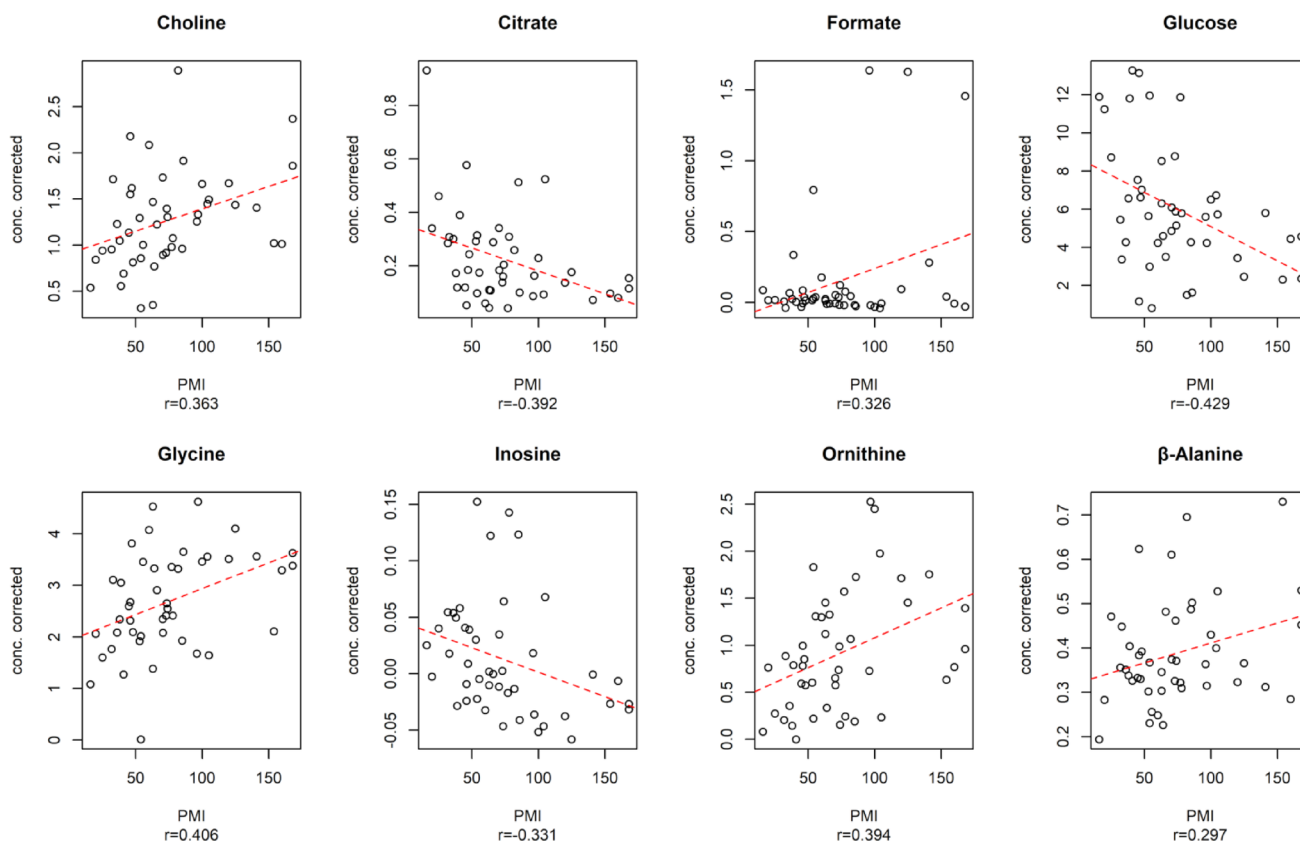 Choline
Citrate
Formate
Glucose
conc. corrected
0.5 1.0 1.5 2.0 2.5
50 100 150
PMI
r=0.363
conc. corrected
0.2 0.4 0.6 0.8
50 100 150
PMI
r=-0.392
conc. corrected
0.0 0.5 1.0 1.5
50 100 150
PMI
r=0.326
conc. corrected
2 4 6 8 10 12
50 100 150
PMI
r=-0.429
Glycine
Inosine
Ornithine
β-Alanine
conc. corrected
0 1 2 3 4
50 100 150
PMI
r=0.406
conc. corrected
-0.05 0.00 0.05 0.10 0.15
50 100 150
PMI
r=-0.331
conc. corrected
0.0 0.5 1.0 1.5 2.0 2.5
50 100 150
PMI
r=0.394
conc. corrected
0.2 0.3 0.4 0.5 0.6 0.7
50 100 150
PMI
r=0.297